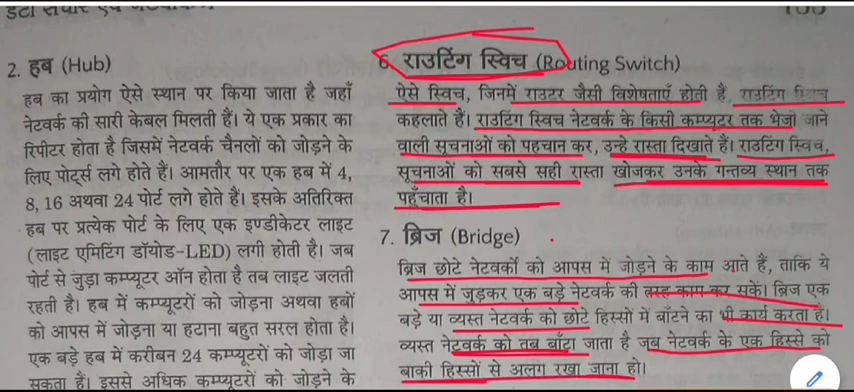 डेटा संचार एवं नेटवर्किंग
2. हब (Hub)
हब का प्रयोग ऐसे स्थान पर किया जाता है जहाँ
नेटवर्क की सारी केबल मिलती हैं। ये एक प्रकार का
रिपीटर होता है जिसमें नेटवर्क चैनलों को जोड़ने के
लिए पोर्ट्स लगे होते हैं। आमतौर पर एक हब में 4,
8, 16 अथवा 24 पोर्ट लगे होते हैं। इसके अतिरिक्त
हब पर प्रत्येक पोर्ट के लिए एक इण्डीकेटर लाइट
(लाइट एमिटिंग डॉयोड-LED) लगी होती है। जब
पोर्ट से जुड़ा कम्प्यूटर ऑन होता है तब लाइट जलती
रहती है। हब में कम्प्यूटरों को जोड़ना अथवा हबों
को आपस में जोड़ना या हटाना बहुत सरल होता है।
एक बड़े हब में करीबन 24 कम्प्यूटरों को जोड़ा जा
सकता हैं। इससे अधिक कम्प्यूटरों को जोड़ने के
6. राउटिंग स्विच (Routing Switch)
ऐसे स्विच, जिनमें राउटर जैसी विशेषताएँ होती हैं, राउटिंग स्विच
कहलाते हैं। राउटिंग स्विच नेटवर्क के किसी कम्प्यूटर तक भेजी जाने
वाली सूचनाओं को पहचान कर, उन्हे रास्ता दिखाते हैं। राउटिंग स्विच,
सूचनाओं को सबसे सही रास्ता खोजकर उनके गन्तव्य स्थान तक
पहुँचाता है।
7. ब्रिज (Bridge)
ब्रिज छोटे नेटवर्कों को आपस में जोड़ने के काम आते हैं, ताकि ये
आपस में जुड़कर एक बड़े नेटवर्क की तरह काम कर सकें। ब्रिज एक
बड़े या व्यस्त नेटवर्क को छोटे हिस्सों में बाँटने का भी कार्य करता है।
व्यस्त नेटवर्क को तब बाँटा जाता है जब नेटवर्क के एक हिस्से को
बाकी हिस्सों से अलग रखा जाना हो।